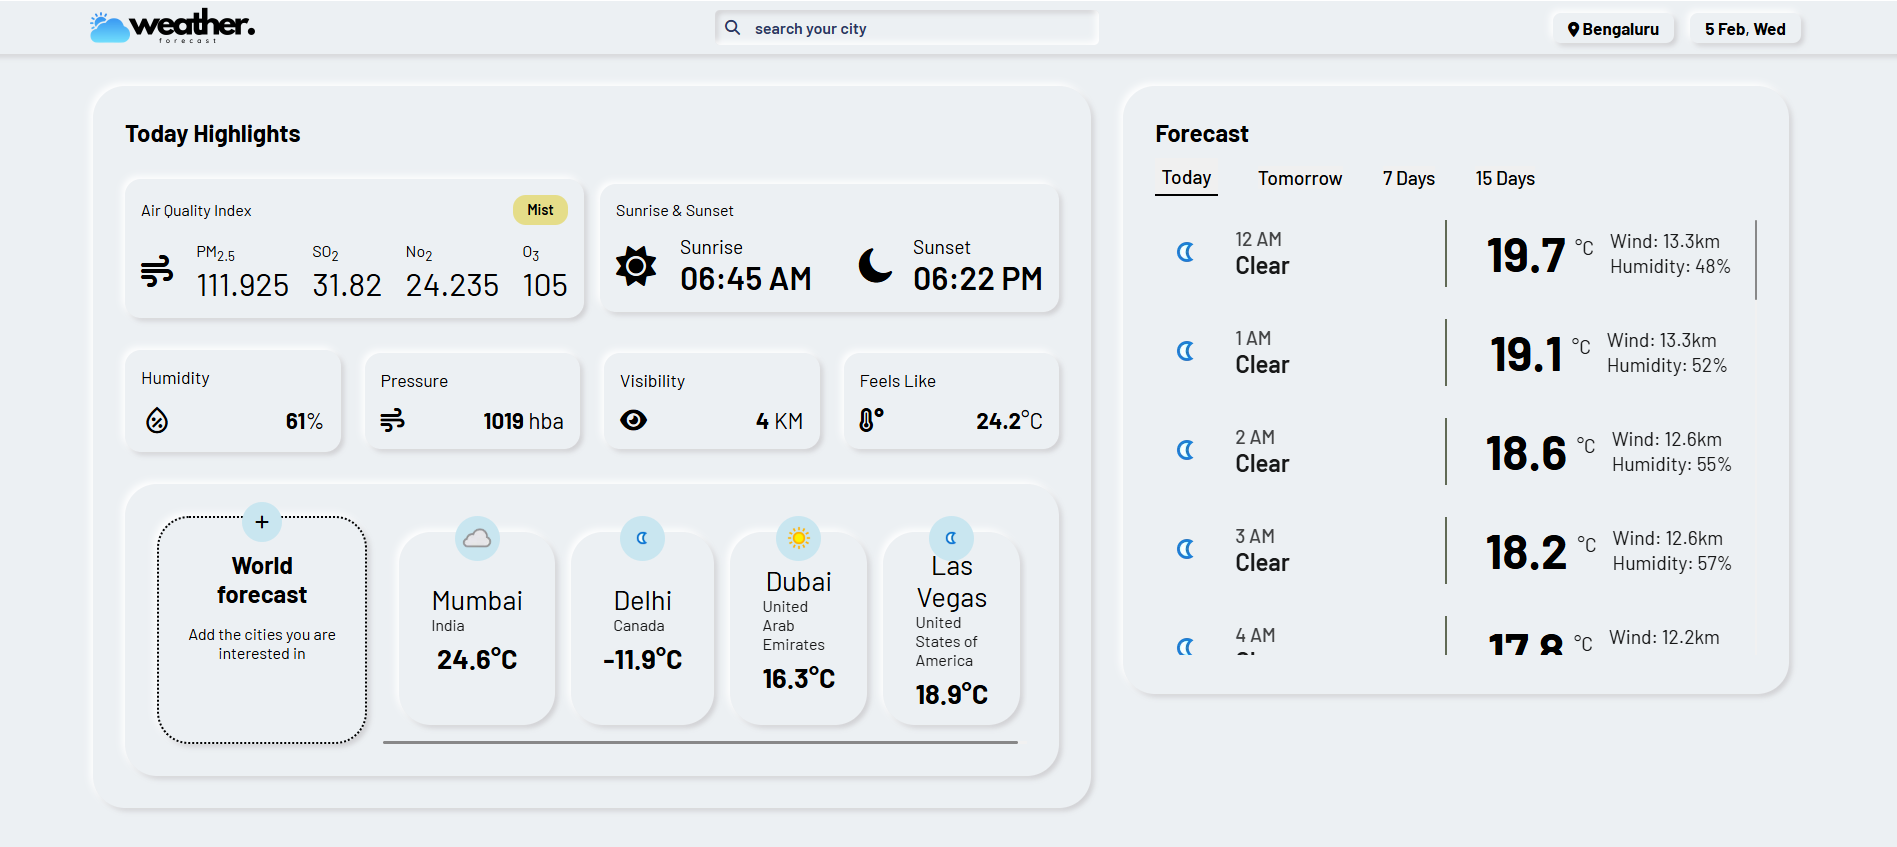 weather.
forecast
search your city
Bengaluru
5 Feb, Wed
Today Highlights
Air Quality Index
Mist
PM2.5
SO2
No2
O3
111.925
31.82
24.235
105
Sunrise & Sunset
Sunrise
06:45 AM
Sunset
06:22 PM
Humidity
61%
Pressure
1019 hba
Visibility
4 KM
Feels Like
24.2°C
+
World
forecast
Add the cities you are
interested in
Mumbai
India
24.6°C
Delhi
Canada
-11.9°C
Dubai
United
Arab
Emirates
16.3°C
Las
Vegas
United
States of
America
18.9°C
Forecast
Today
Tomorrow
7 Days
15 Days
12 AM
Clear
19.7 °C
Wind: 13.3km
Humidity: 48%
1 AM
Clear
19.1 °C
Wind: 13.3km
Humidity: 52%
2 AM
Clear
18.6 °C
Wind: 12.6km
Humidity: 55%
3 AM
Clear
18.2 °C
Wind: 12.6km
Humidity: 57%
4 AM
17.8 °C
Wind: 12.2km